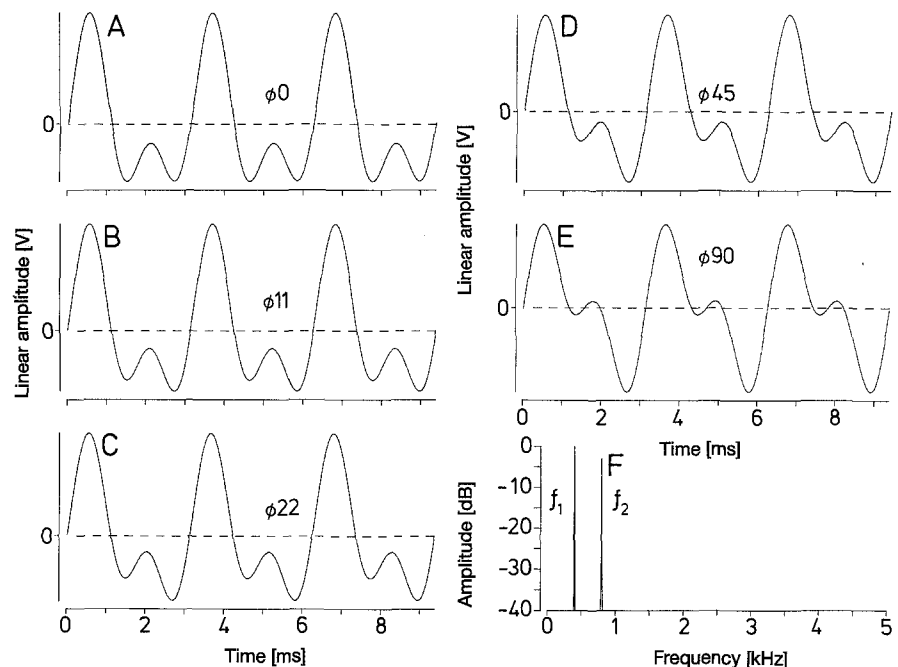 A
φ0
0
B
φ11
0
Linear amplitude [V]
C
φ22
0
0 2 4 6 8
Time [ms]
D
φ45
0
Linear amplitude [V]
E
φ90
0
0 2 4 6 8
Time [ms]
F
0
-10
-20
-30
-40
Amplitude [dB]
f₁ f₂
0 1 2 3 4 5
Frequency [kHz]